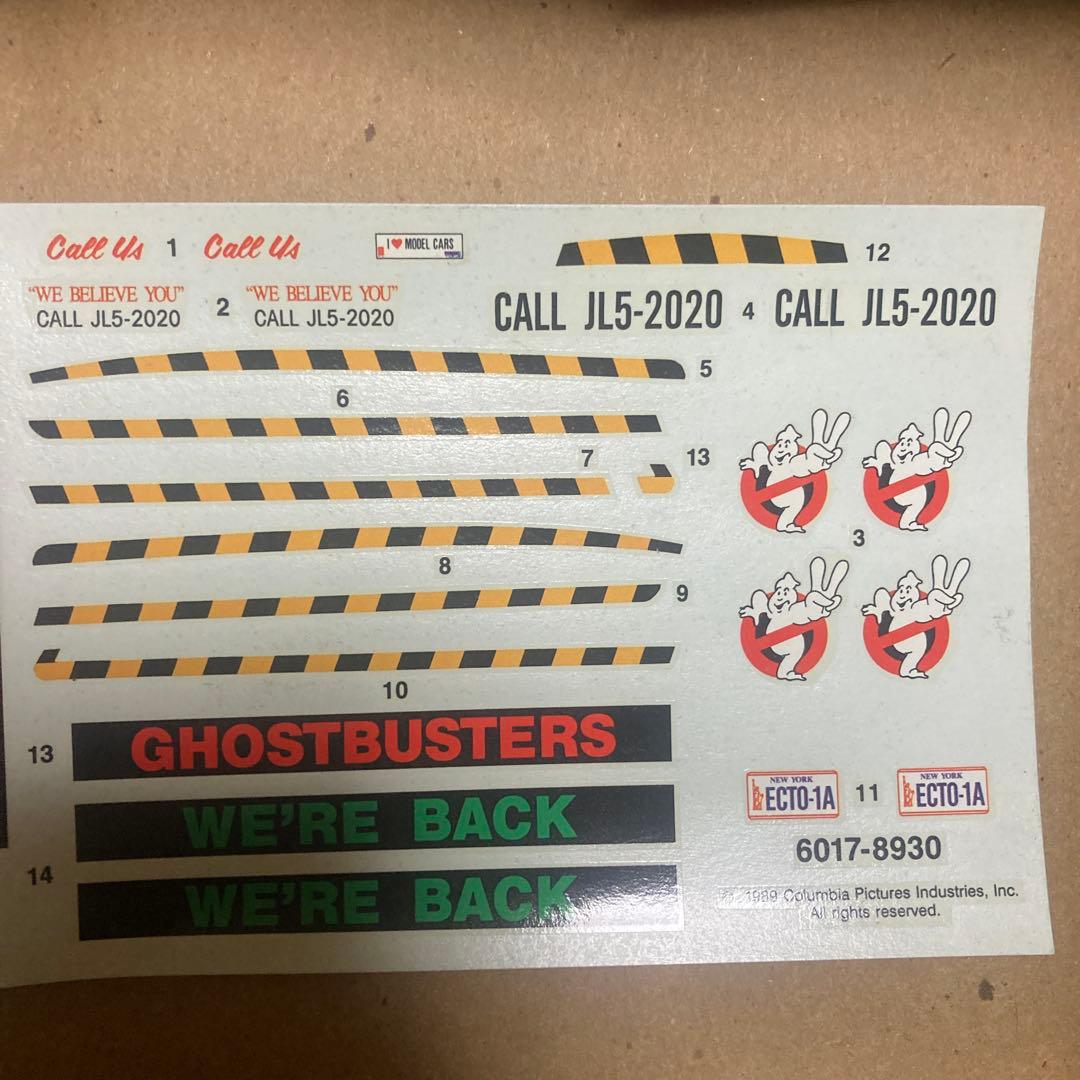 Call Us 1 Call Us
I ❤ MODEL CARS
12
"WE BELIEVE YOU" 2 "WE BELIEVE YOU"
CALL JL5-2020 CALL JL5-2020
CALL JL5-2020 4 CALL JL5-2020
5
6
7
13
3
8
9
10
13 GHOSTBUSTERS
WE'RE BACK
14
WE'RE BACK
NEW YORK
ECTO-1A
11
NEW YORK
ECTO-1A
6017-8930
© 1989 Columbia Pictures Industries, Inc.
All rights reserved.